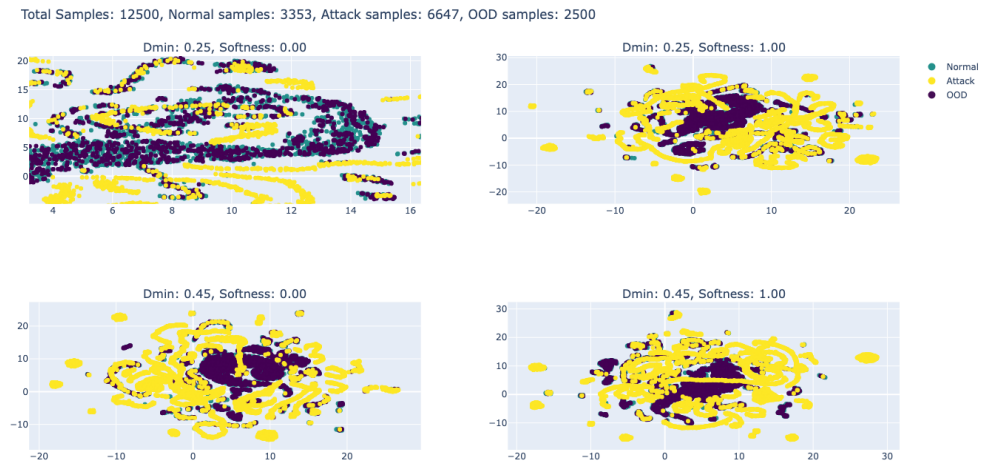 Total Samples: 12500, Normal samples: 3353, Attack samples: 6647, OOD samples: 2500
Dmin: 0.25, Softness: 0.00
20
15
10
5
0
4 6 8 10 12 14 16
Dmin: 0.25, Softness: 1.00
30
20
10
0
−10
−20
−20 −10 0 10 20
Normal
Attack
OOD
Dmin: 0.45, Softness: 0.00
20
10
0
−10
−20 −10 0 10 20
Dmin: 0.45, Softness: 1.00
30
20
10
0
−10
−20 −10 0 10 20 30